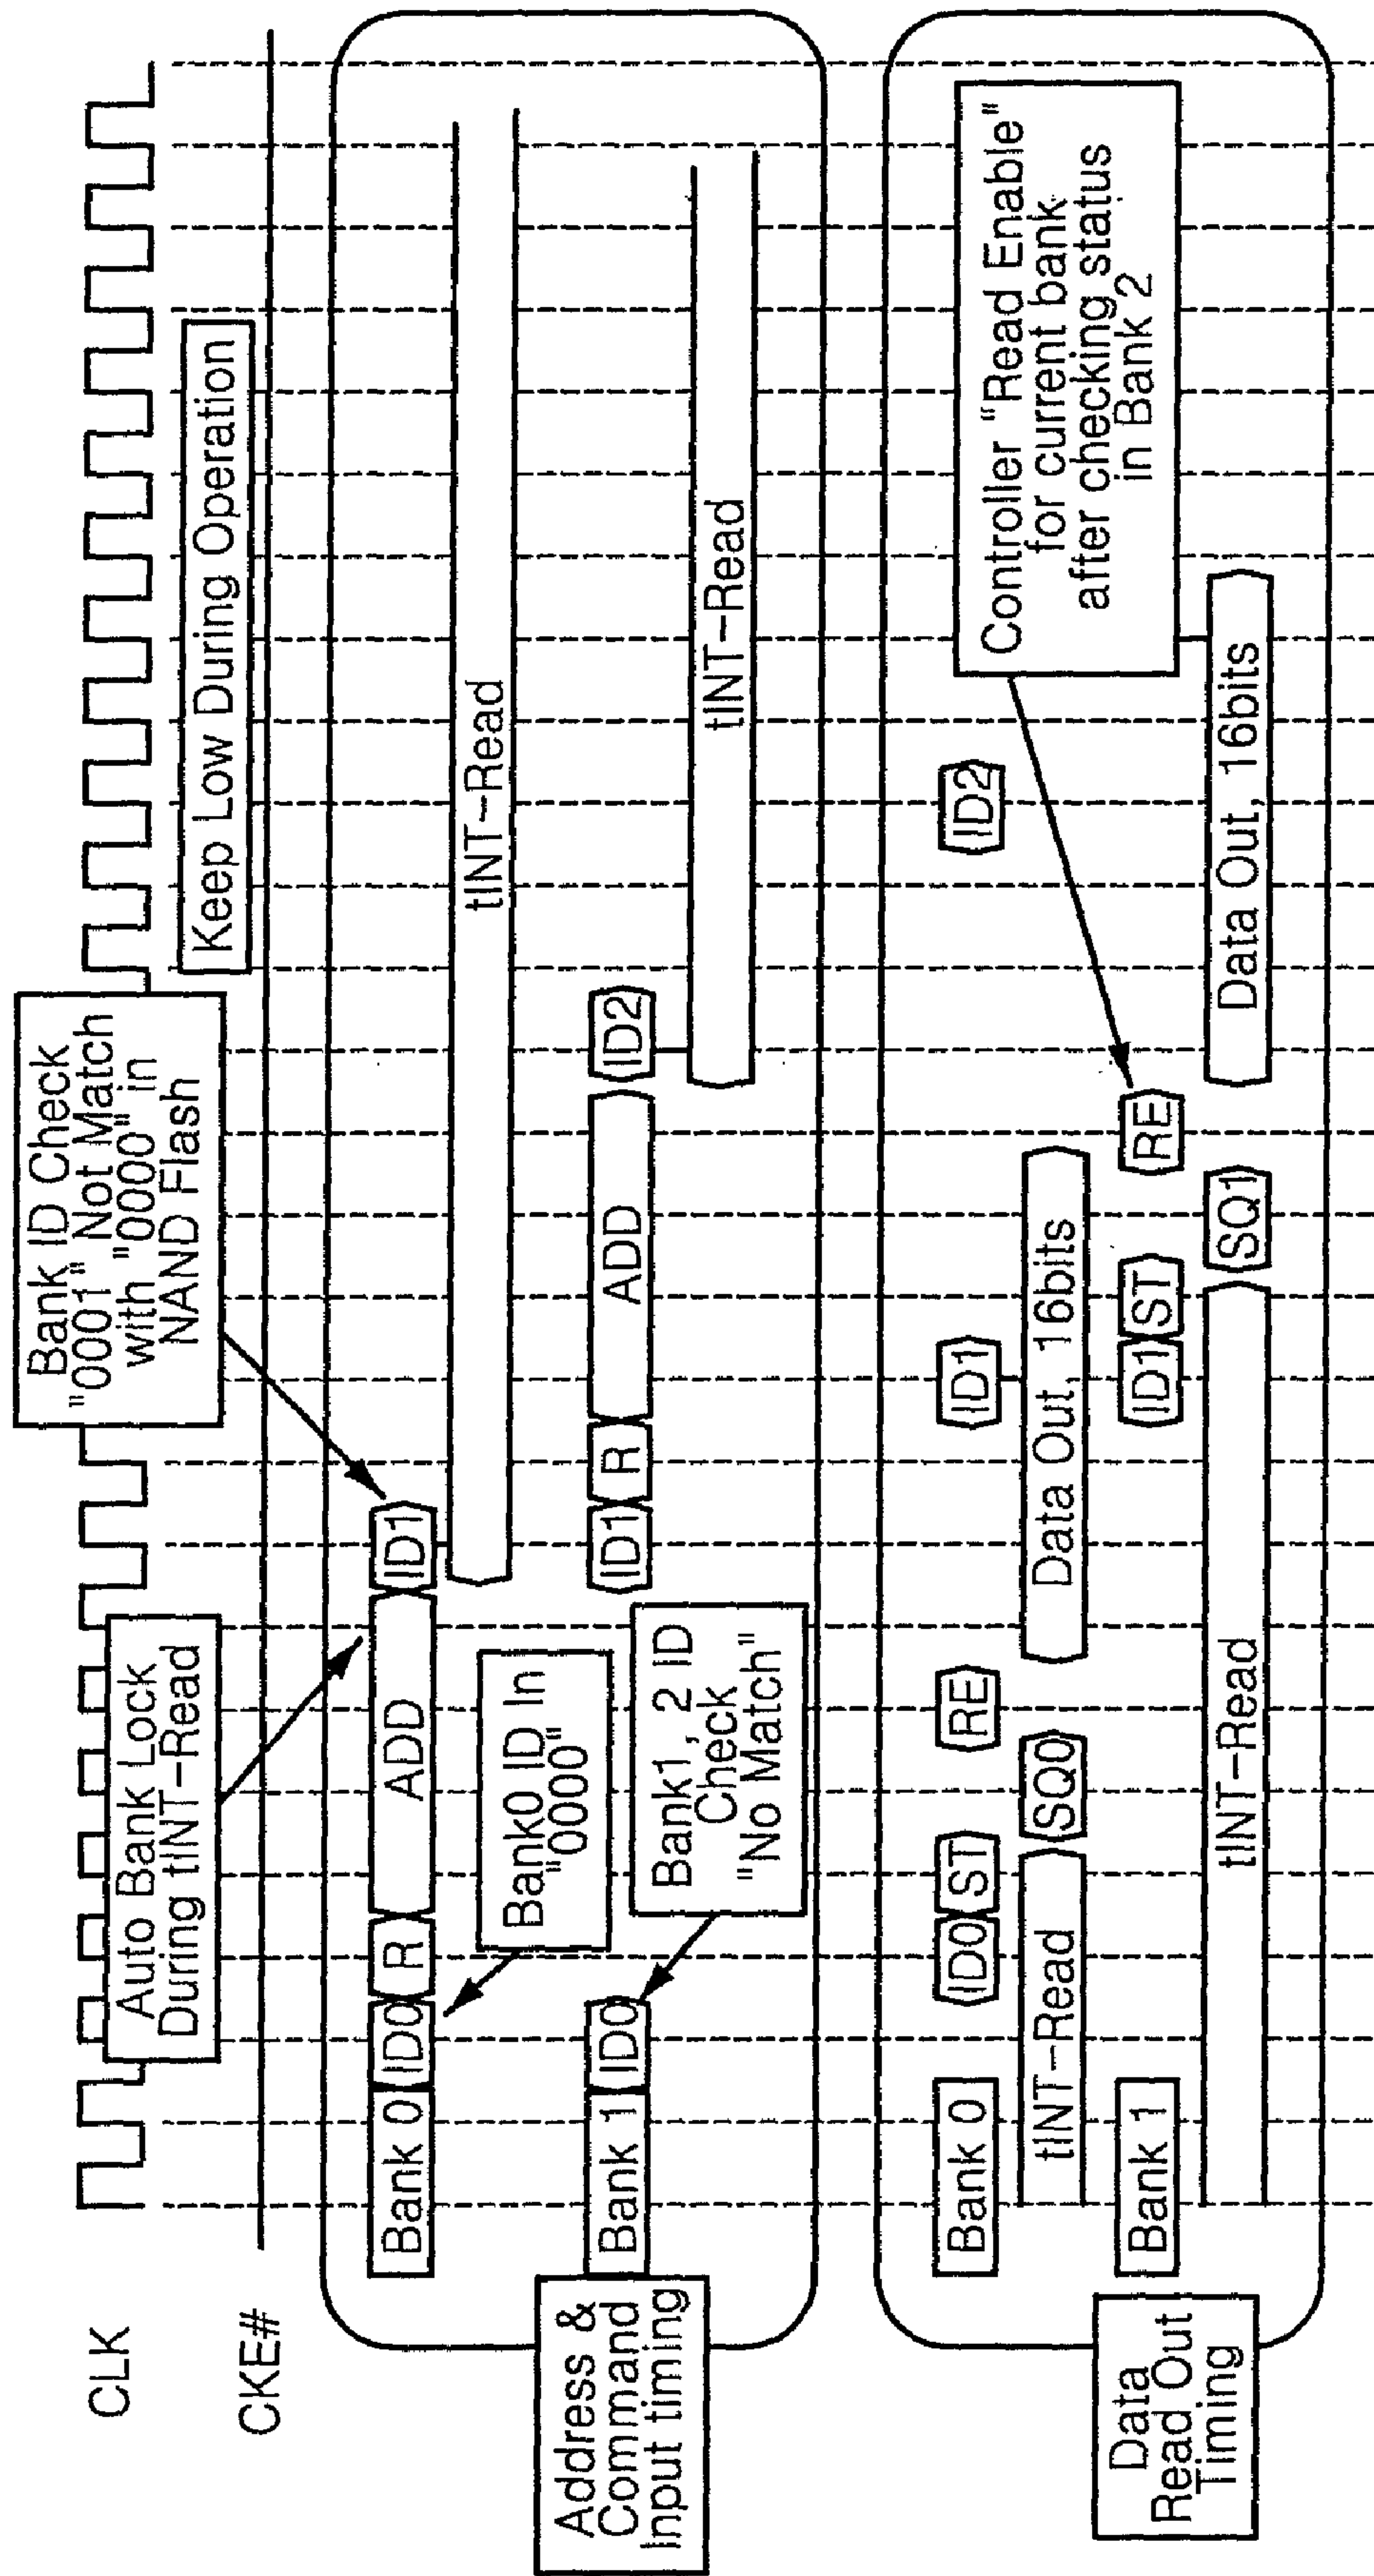 CLK
Auto Bank Lock
During tINT-Read
Bank ID Check
"0001" Not Match
with "0000" in
NAND Flash
Keep Low During Operation
CKE#
Address &
Command
Input timing
Bank 0
ID0
R
ADD
ID1
tINT-Read
Bank0 ID In
"0000"
Bank 1
ID0
Bank1, 2 ID
Check
"No Match"
ID1
R
ADD
ID2
tINT-Read
Data
Read Out
Timing
Bank 0
ID0
ST
RE
ID1
ID2
tINT-Read
SQ0
Data Out, 16bits
Controller "Read Enable"
for current bank
after checking status
in Bank 2
Bank 1
ID1
ST
RE
tINT-Read
SQ1
Data Out, 16bits